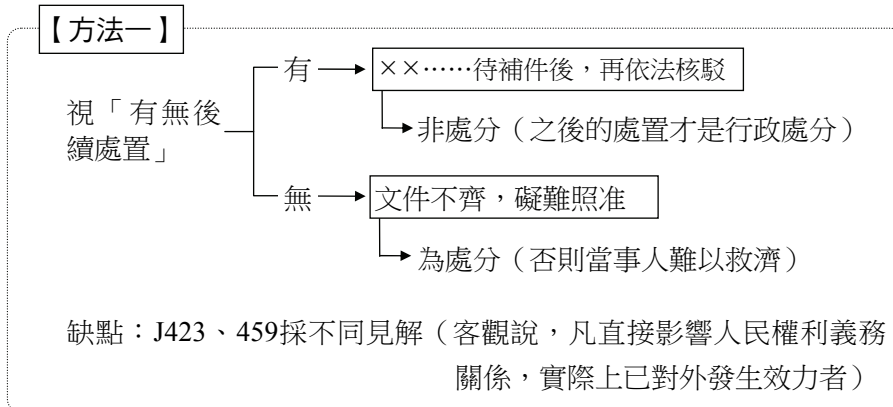 【方法一】
有
××……待補件後，再依法核駁
視「有無後
續處置」
非處分（之後的處置才是行政處分）
無
文件不齊，礙難照准
為處分（否則當事人難以救濟）
缺點：J423、459採不同見解（客觀說，凡直接影響人民權利義務
關係，實際上已對外發生效力者）